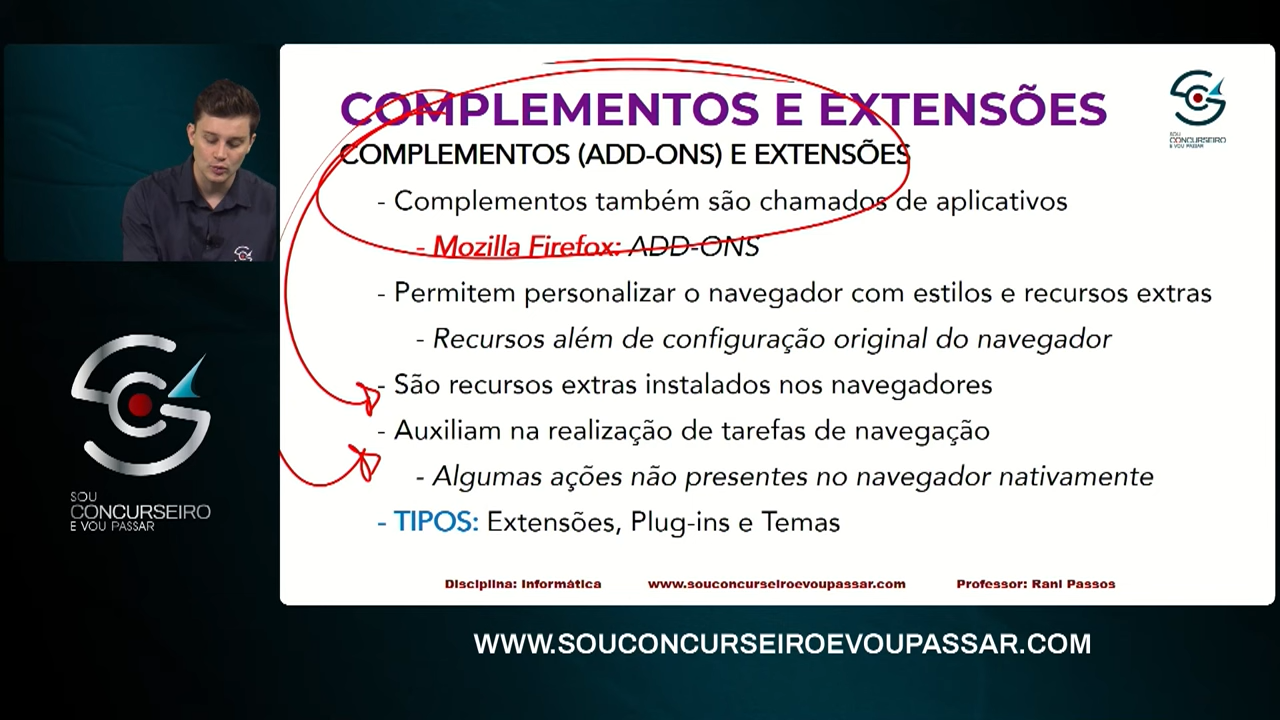 COMPLEMENTOS E EXTENSÕES
SOU
CONCURSEIRO
E VOU PASSAR
COMPLEMENTOS (ADD-ONS) E EXTENSÕES
- Complementos também são chamados de aplicativos
- Mozilla Firefox: ADD-ONS
- Permitem personalizar o navegador com estilos e recursos extras
- Recursos além de configuração original do navegador
- São recursos extras instalados nos navegadores
- Auxiliam na realização de tarefas de navegação
- Algumas ações não presentes no navegador nativamente
- TIPOS: Extensões, Plug-ins e Temas
Disciplina: Informática www.souconcurseiroevoupassar.com Professor: Rani Passos
SOU
CONCURSEIRO
E VOU PASSAR
WWW.SOUCONCURSEIROEVOUPASSAR.COM